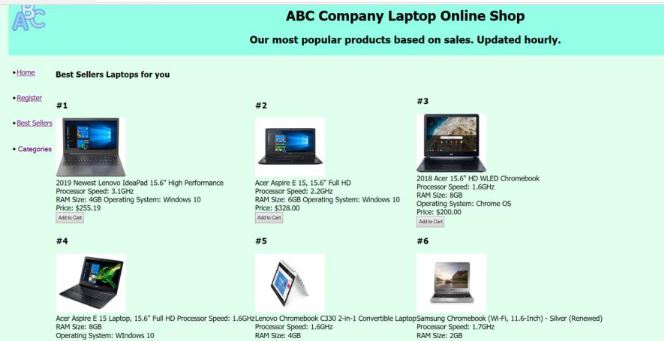 ABC
ABC Company Laptop Online Shop
Our most popular products based on sales. Updated hourly.
•Home
•Register
•Best Sellers
• Categories
Best Sellers Laptops for you
#1
2019 Newest Lenovo IdeaPad 15.6" High Performance
Processor Speed: 3.1GHz
RAM Size: 4GB Operating System: Windows 10
Price: $255.19
Add to Cart
#2
Acer Aspire E 15, 15.6" Full HD
Processor Speed: 2.2GHz
RAM Size: 6GB Operating System: Windows 10
Price: $328.00
Add to Cart
#3
2018 Acer 15.6" HD WLED Chromebook
Processor Speed: 1.6GHz
RAM Size: 8GB
Operating System: Chrome OS
Price: $200.00
Add to Cart
#4
Acer Aspire E 15 Laptop, 15.6" Full HD Processor Speed: 1.6GHz
RAM Size: 8GB
Operating System: WIndows 10
#5
Lenovo Chromebook C330 2-in-1 Convertible Laptop
Processor Speed: 1.6GHz
RAM Size: 4GB
#6
Samsung Chromebook (Wi-Fi, 11.6-Inch) - Silver (Renewed)
Processor Speed: 1.7GHz
RAM Size: 2GB